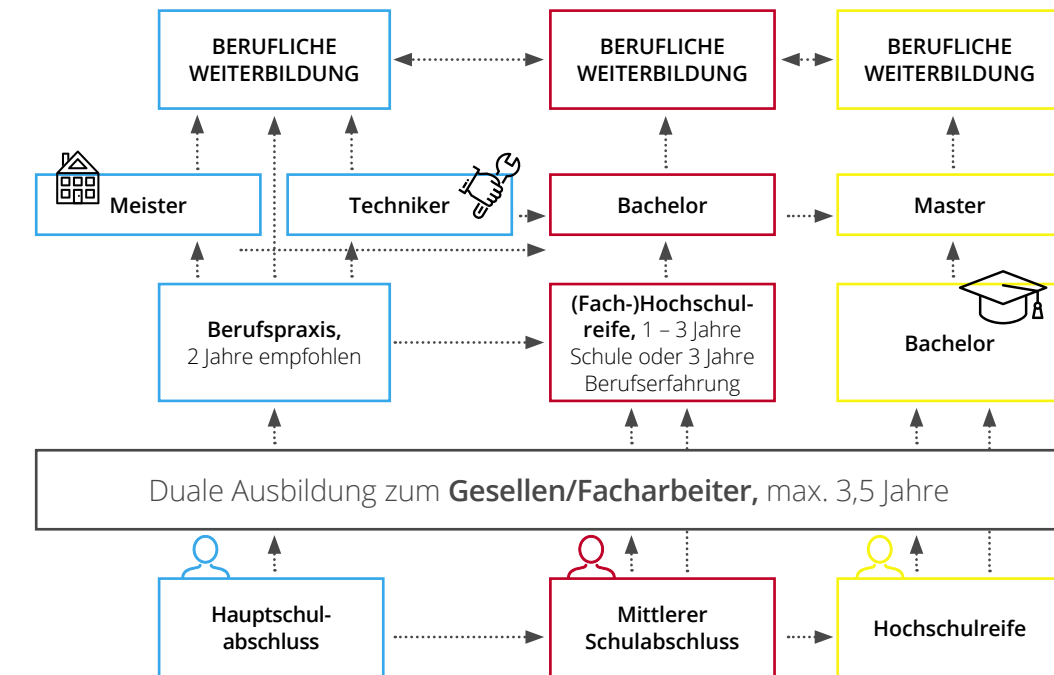 BERUFLICHE
WEITERBILDUNG
BERUFLICHE
WEITERBILDUNG
BERUFLICHE
WEITERBILDUNG
Meister
Techniker
Bachelor
Master
Berufspraxis,
2 Jahre empfohlen
(Fach-)Hochschul-
reife, 1 – 3 Jahre
Schule oder 3 Jahre
Berufserfahrung
Bachelor
Duale Ausbildung zum Gesellen/Facharbeiter, max. 3,5 Jahre
Hauptschul-
abschluss
Mittlerer
Schulabschluss
Hochschulreife